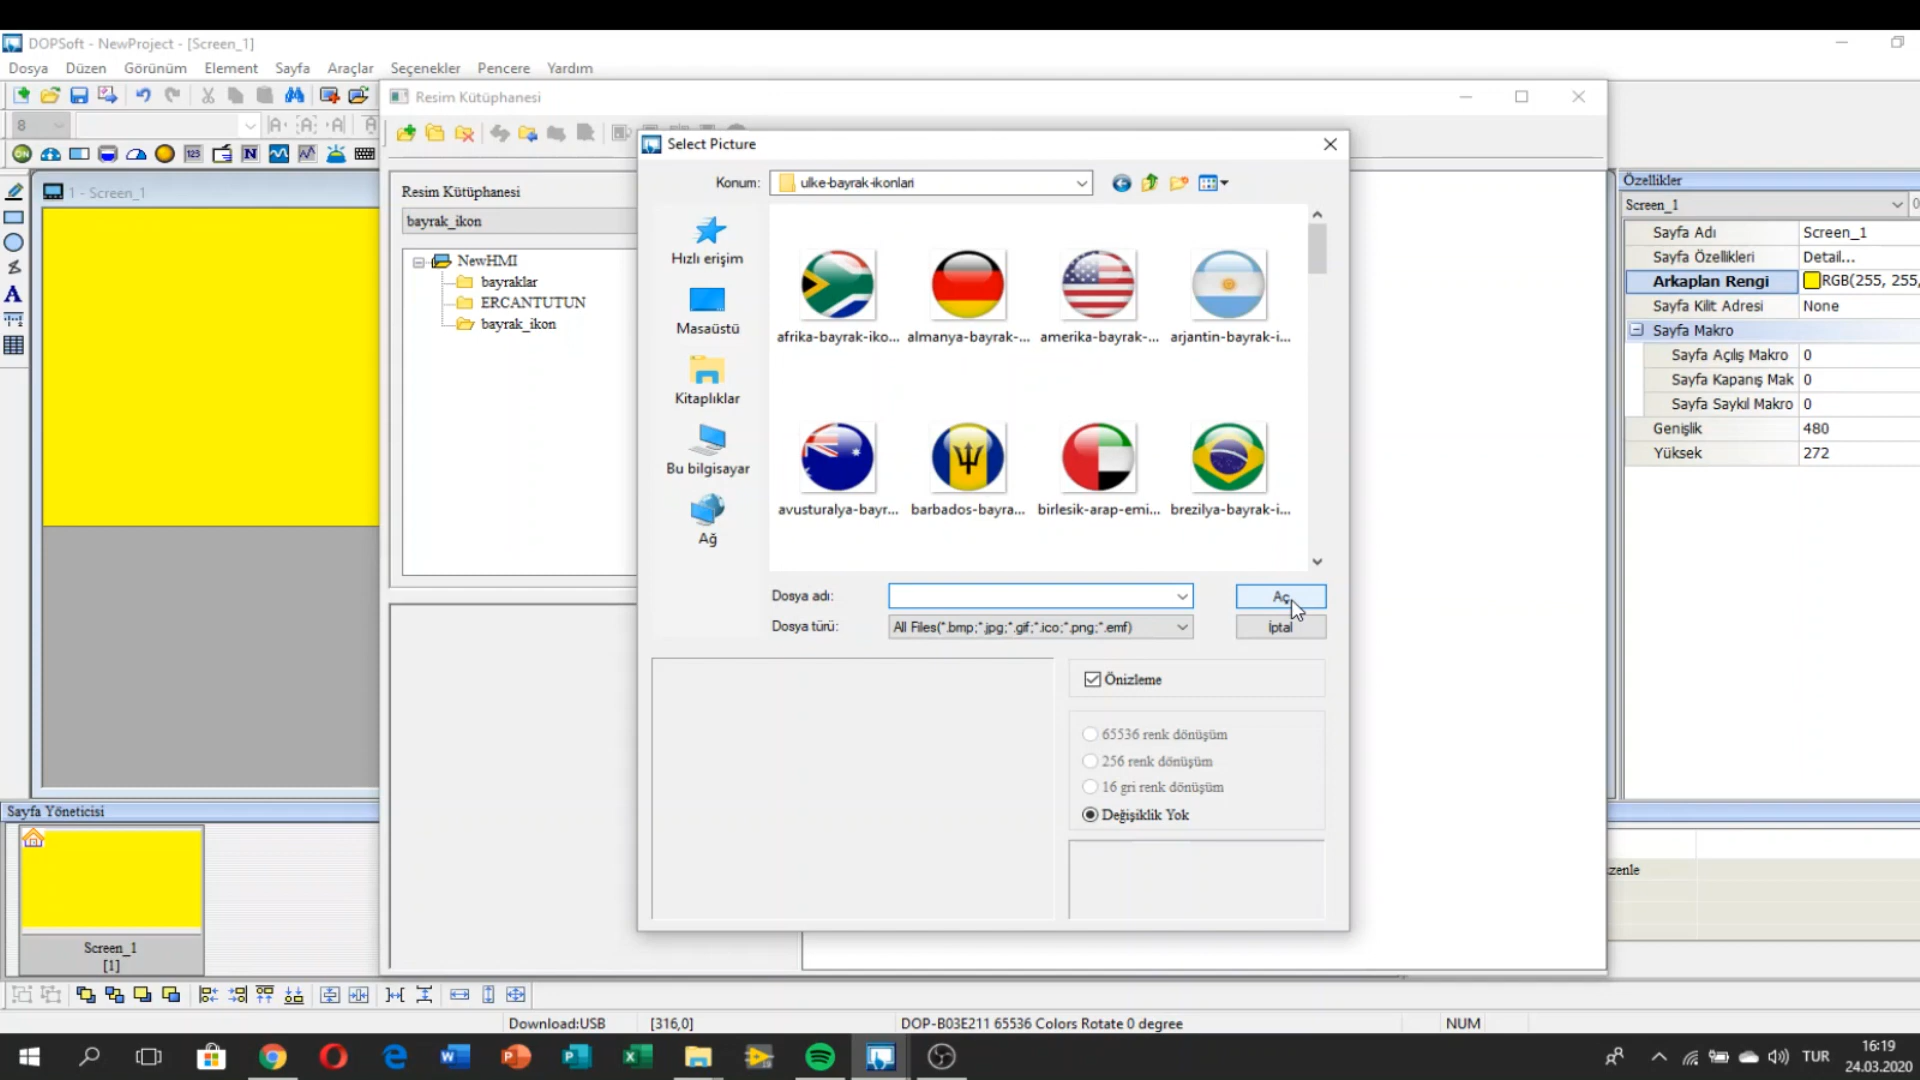 DOPSoft - NewProject - [Screen_1]
Dosya Düzen Görünüm Element Sayfa Araçlar Seçenekler Pencere Yardım
Resim Kütüphanesi
8
Select Picture
Konum: ulke-bayrak-ikonlari
1 - Screen_1
Resim Kütüphanesi
bayrak_ikon
NewHMI
bayraklar
ERCANTUTUN
bayrak_ikon
Hızlı erişim
Masaüstü
Kitaplıklar
Bu bilgisayar
Ağ
afrika-bayrak-iko... almanya-bayrak-... amerika-bayrak-... arjantin-bayrak-i...
avusturalya-bayr... barbados-bayra... birlesik-arap-emi... brezilya-bayrak-i...
Dosya adı: Aç
Dosya türü: All Files(*.bmp;*.jpg;*.gif;*.ico;*.png;*.emf) İptal
Önizleme
65536 renk dönüşüm
256 renk dönüşüm
16 gri renk dönüşüm
Değişiklik Yok
Özellikler
Screen_1
Sayfa Adı Screen_1
Sayfa Özellikleri Detail...
Arkaplan Rengi RGB(255, 255,
Sayfa Kilit Adresi None
Sayfa Makro
Sayfa Açılış Makro 0
Sayfa Kapanış Mak 0
Sayfa Saykıl Makro 0
Genişlik 480
Yüksek 272
Sayfa Yöneticisi
Screen_1
[1]
zenle
Download:USB [316,0] DOP-B03E211 65536 Colors Rotate 0 degree NUM
TUR
16:19
24.03.2020